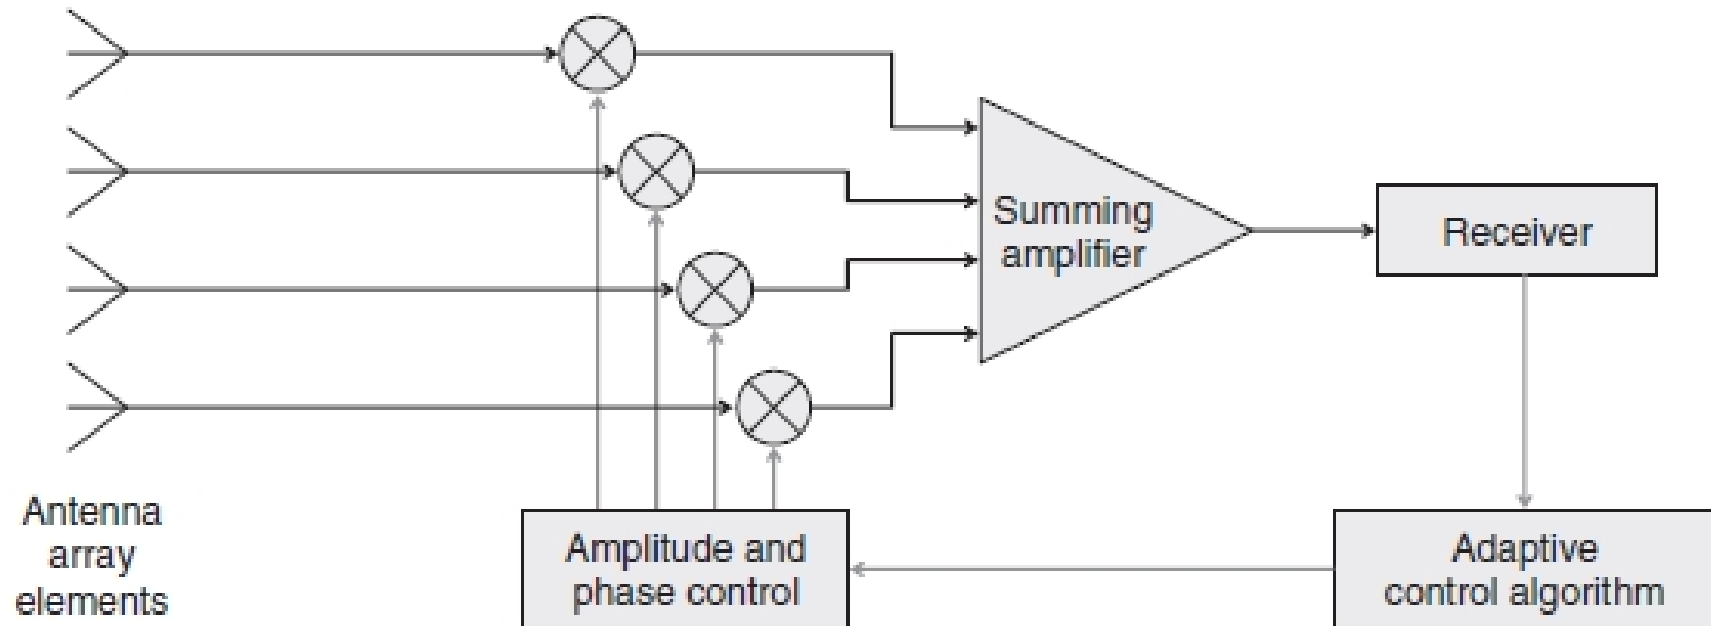 Summing
amplifier
Receiver
Antenna
array
elements
Amplitude and
phase control
Adaptive
control algorithm